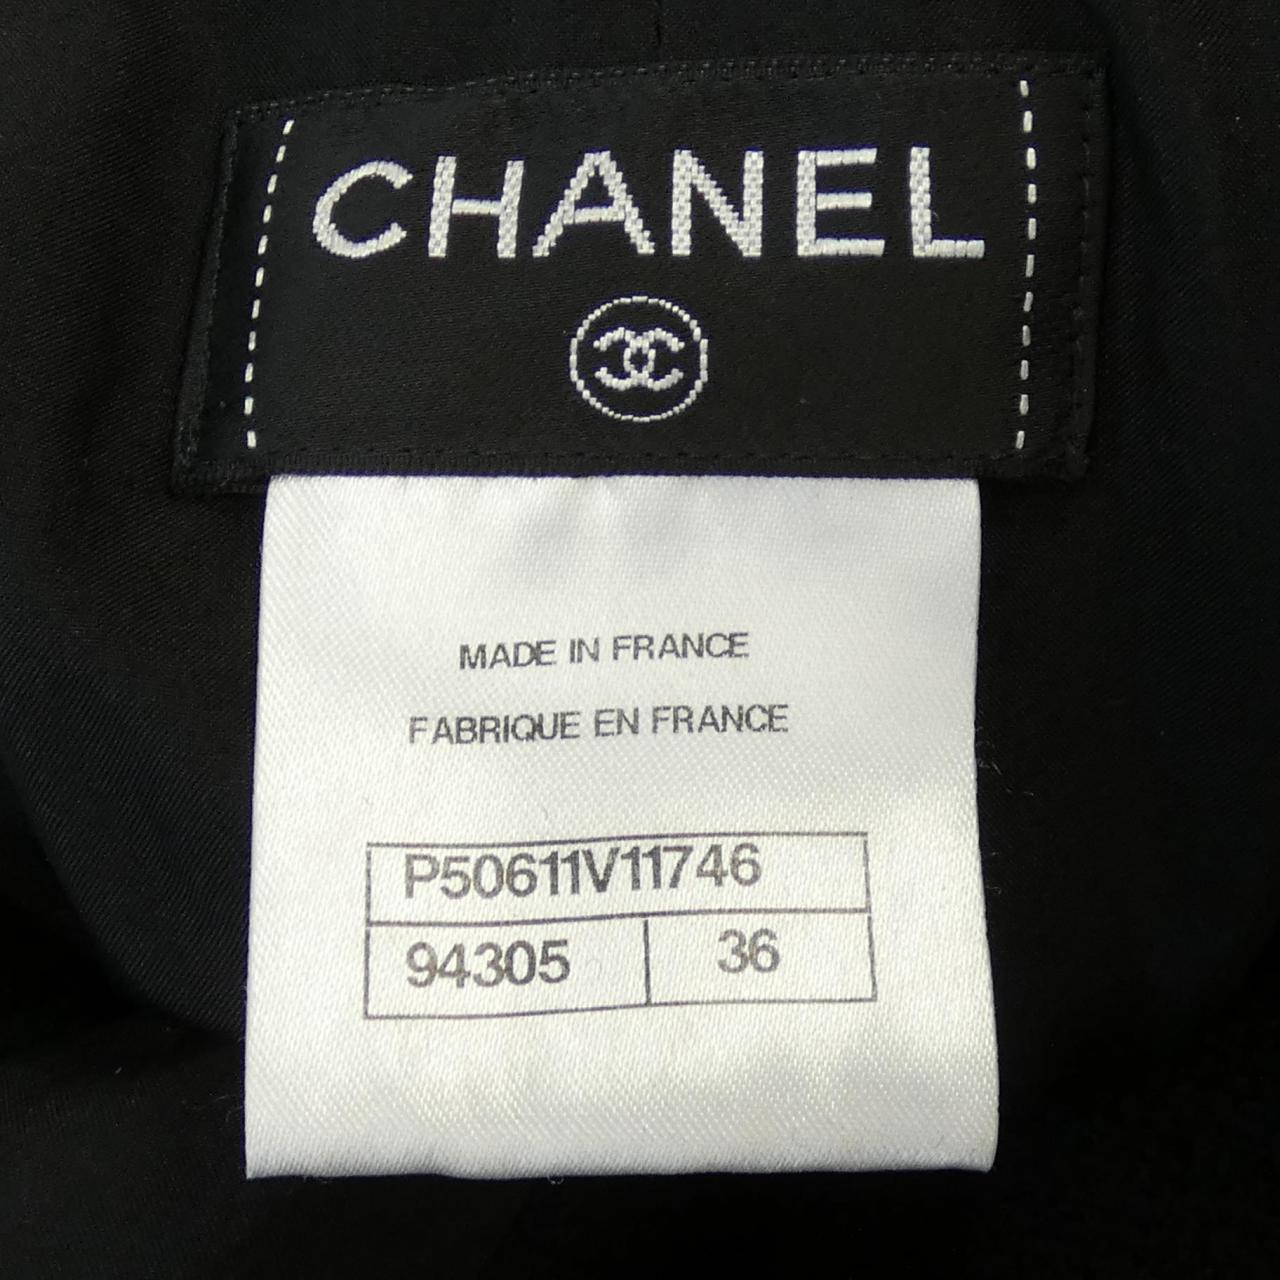 CHANEL
MADE IN FRANCE
FABRIQUE EN FRANCE
P50611V11746
94305 36